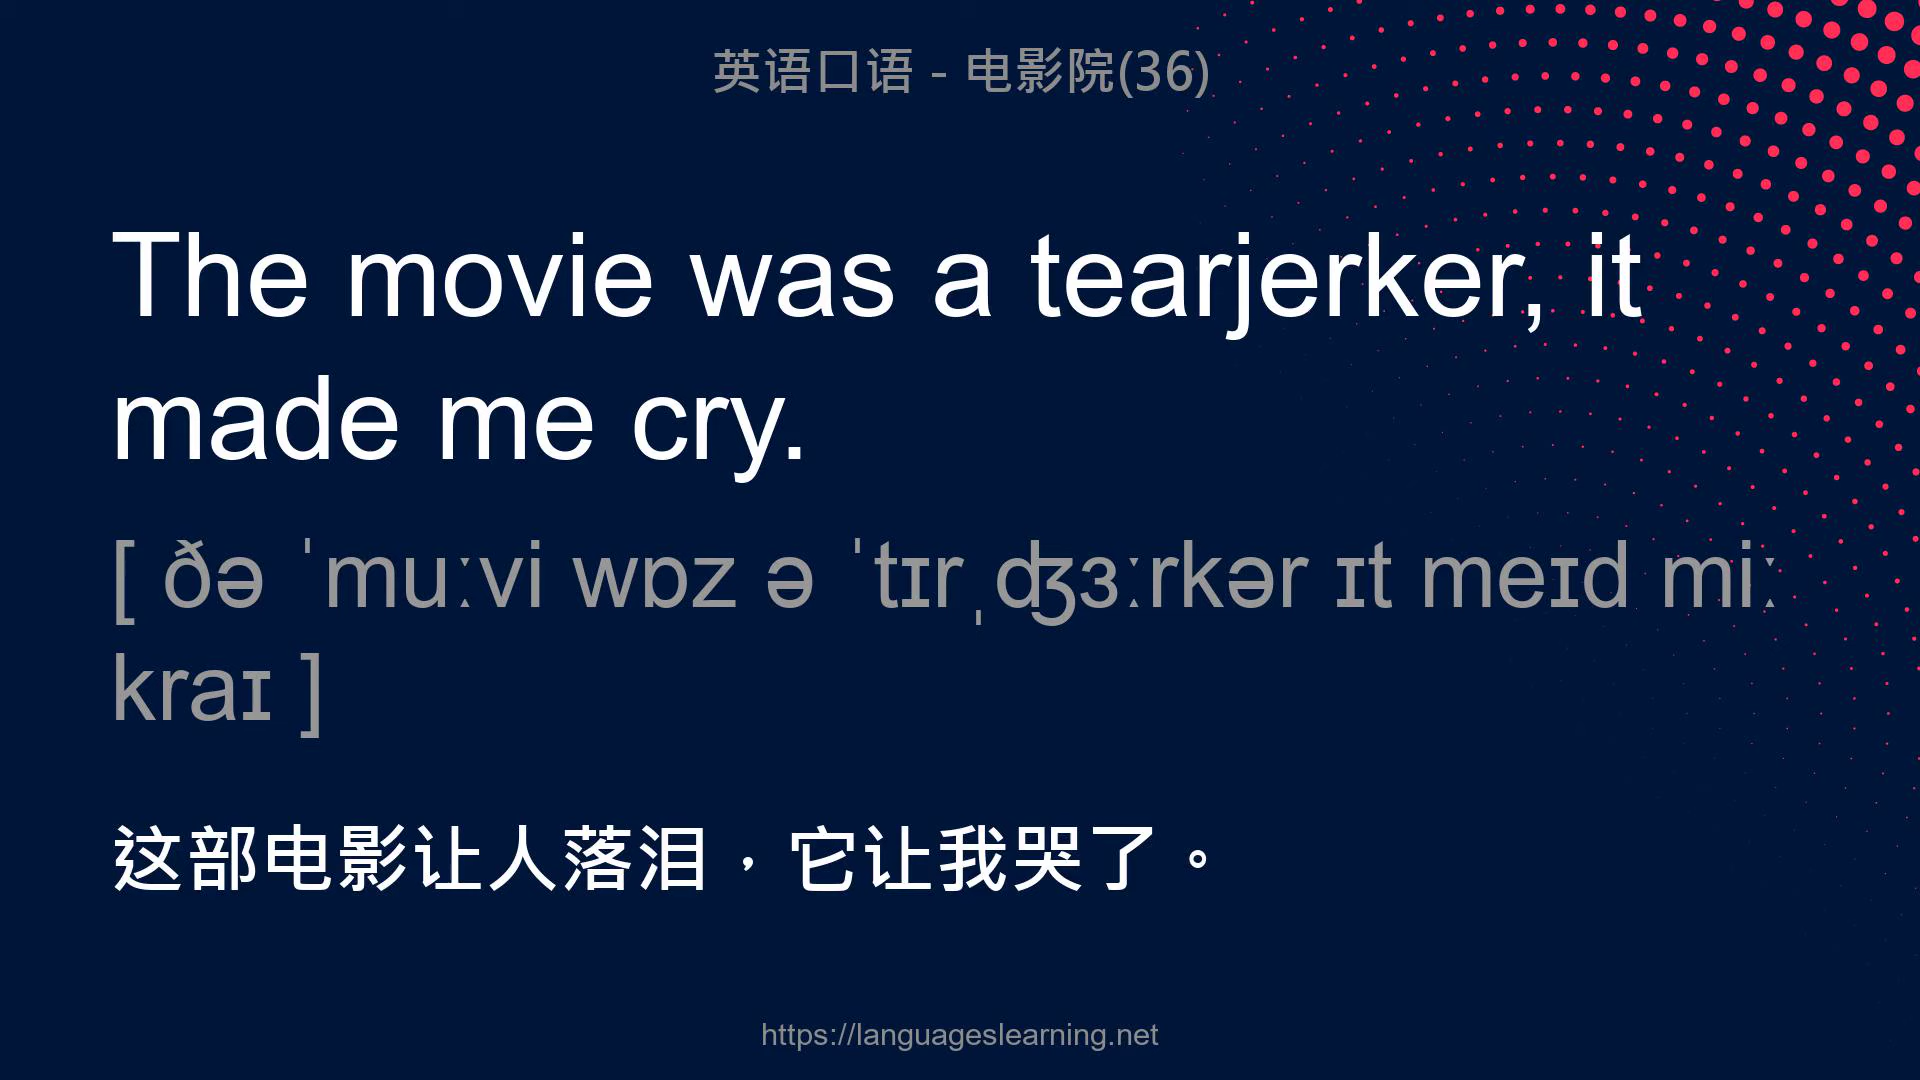 英语口语 - 电影院(36)
The movie was a tearjerker, it
made me cry.
[ ðə ˈmuːvi wɒz ə ˈtɪrˌʤɜːrkər ɪt meɪd miː
kraɪ ]
这部电影让人落泪，它让我哭了。
https://languageslearning.net